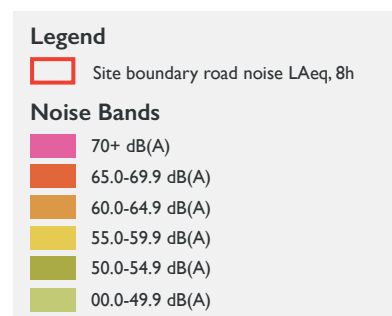 Legend
Site boundary road noise LAeq, 8h
Noise Bands
70+ dB(A)
65.0-69.9 dB(A)
60.0-64.9 dB(A)
55.0-59.9 dB(A)
50.0-54.9 dB(A)
00.0-49.9 dB(A)